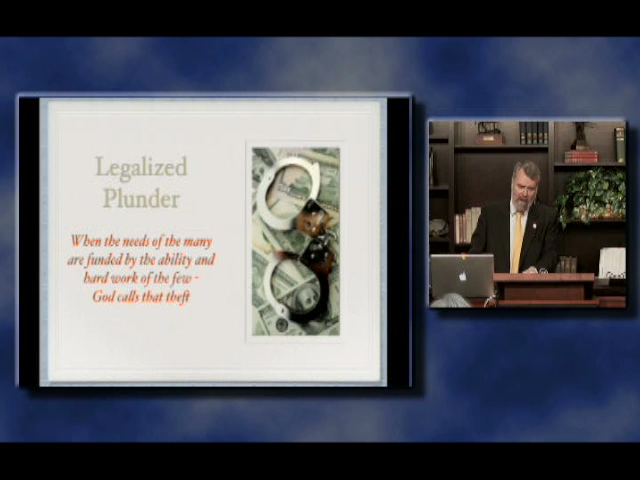 Legalized
Plunder
When the needs of the many
are funded by the ability and
hard work of the few -
God calls that theft